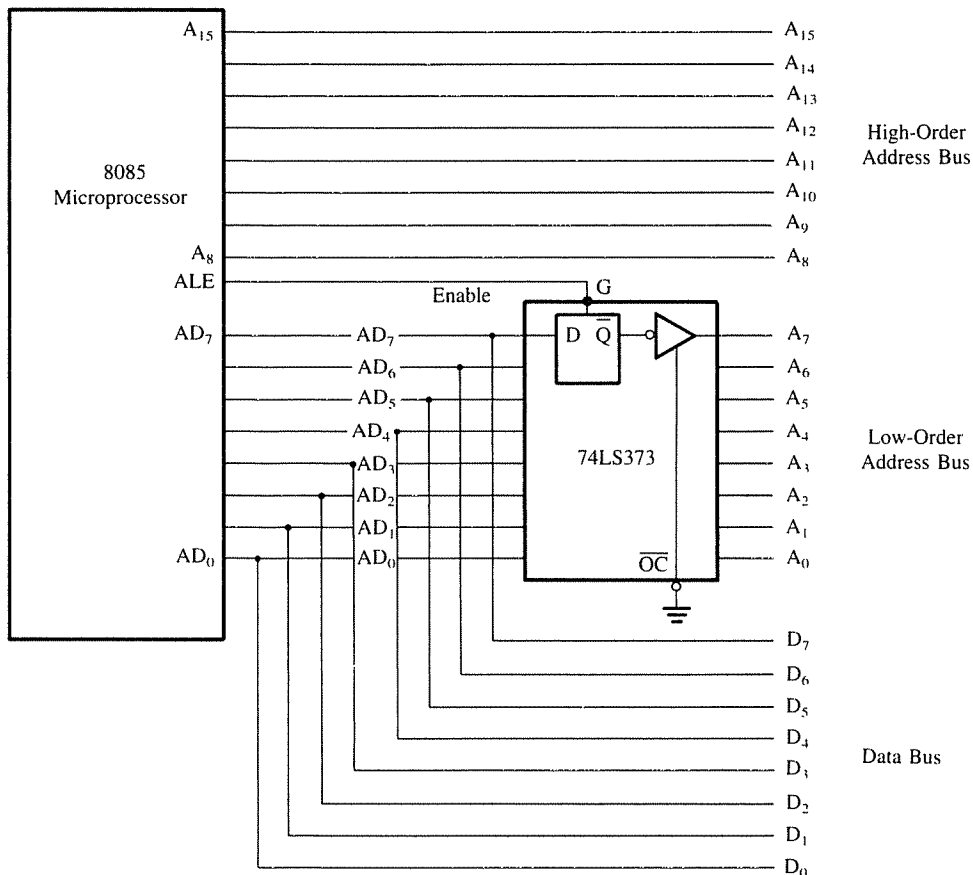 A₁₅ A₁₅
A₁₄
A₁₃
A₁₂ High-Order
A₁₁ Address Bus
8085
Microprocessor
A₁₀
A₉
A₈ A₈
ALE
Enable
G
AD₇ AD₇ D Q̅ A₇
AD₆ A₆
AD₅ A₅
AD₄ A₄ Low-Order
74LS373
AD₃ A₃ Address Bus
AD₂ A₂
AD₁ A₁
AD₀ AD₀ O̅C̅ A₀
D₇
D₆
D₅
D₄
Data Bus
D₃
D₂
D₁
D₀